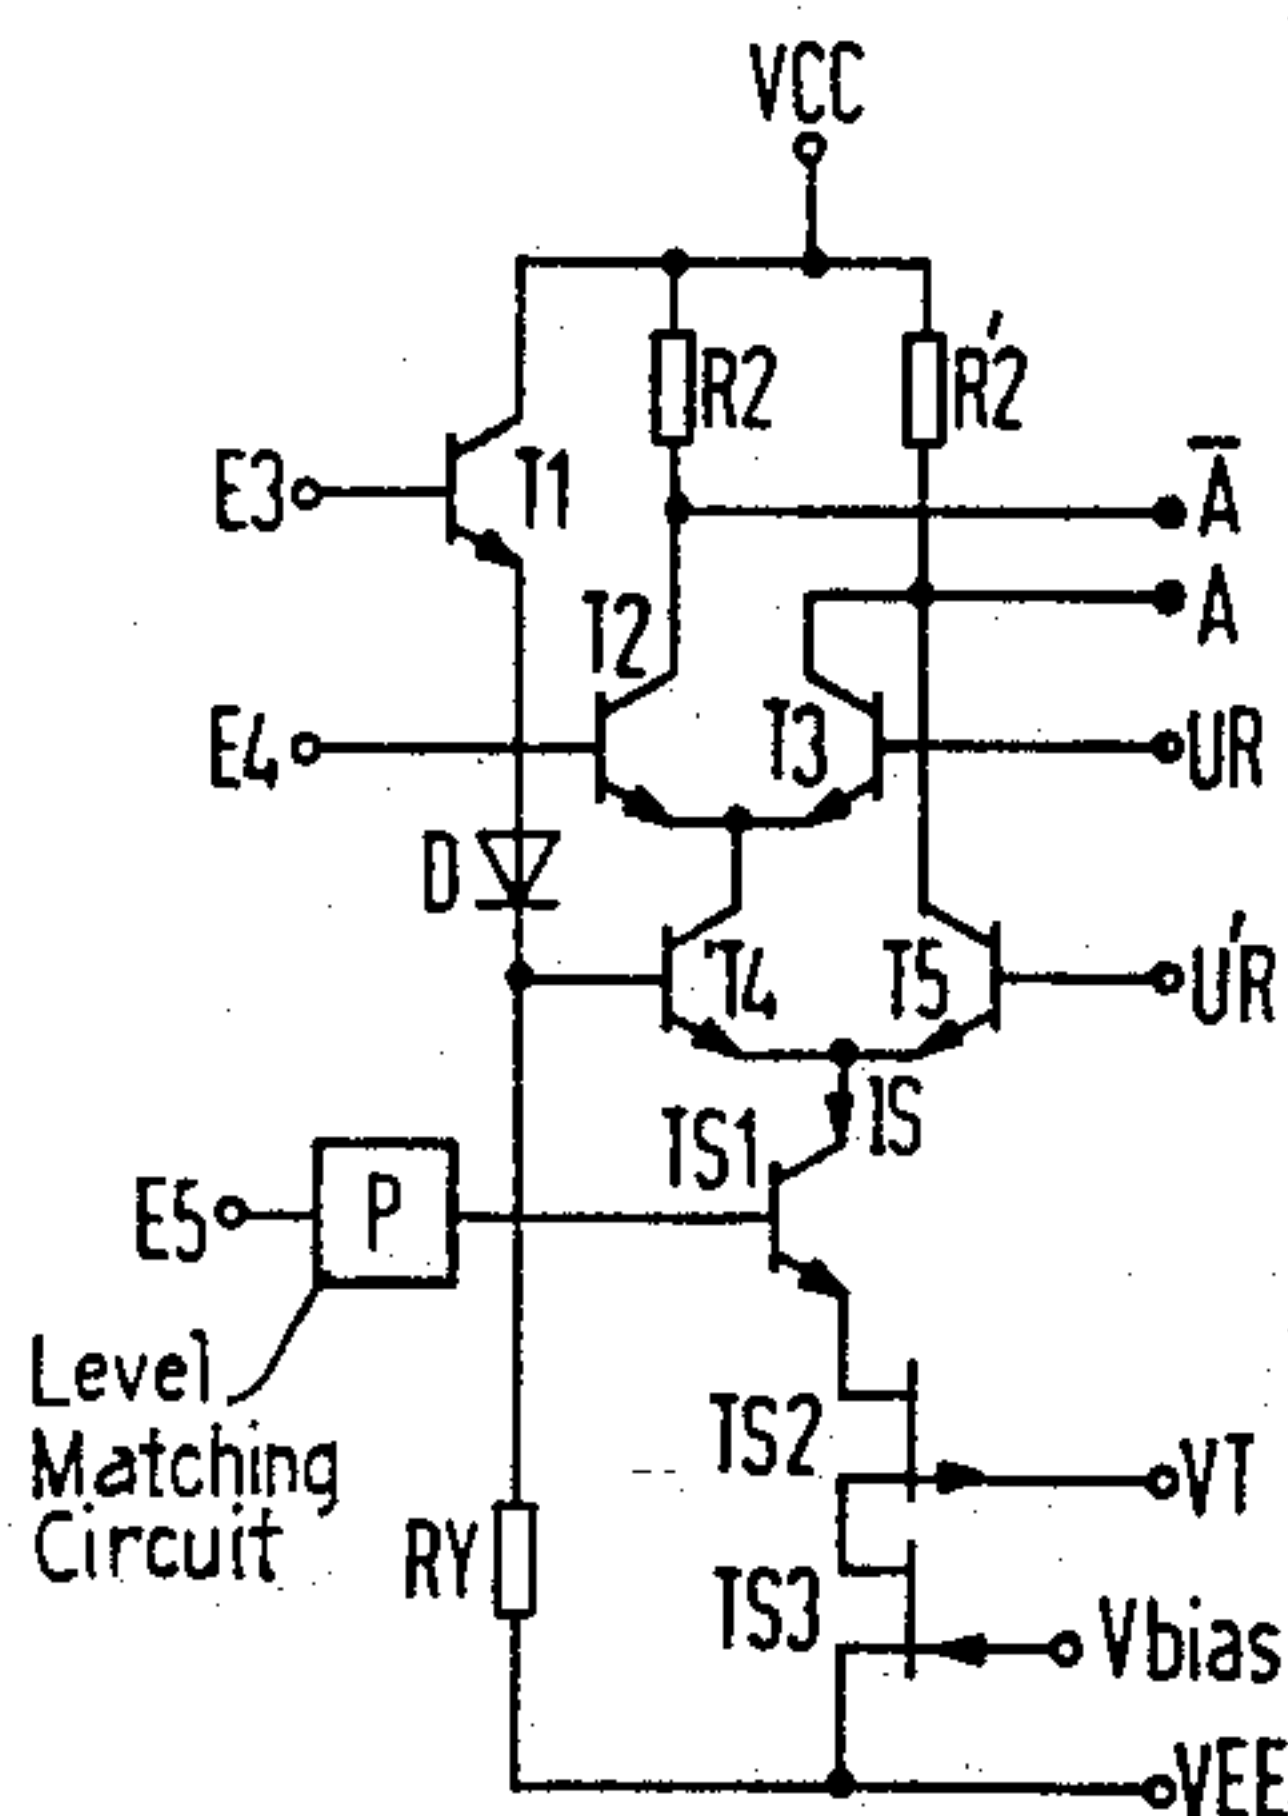 VCC
R2
R'2
E3
T1
A̅
A
T2
E4
T3
UR
D
T4
T5
U'R
IS
TS1
E5
P
Level
Matching
Circuit
TS2
VT
RY
TS3
Vbias
VEE